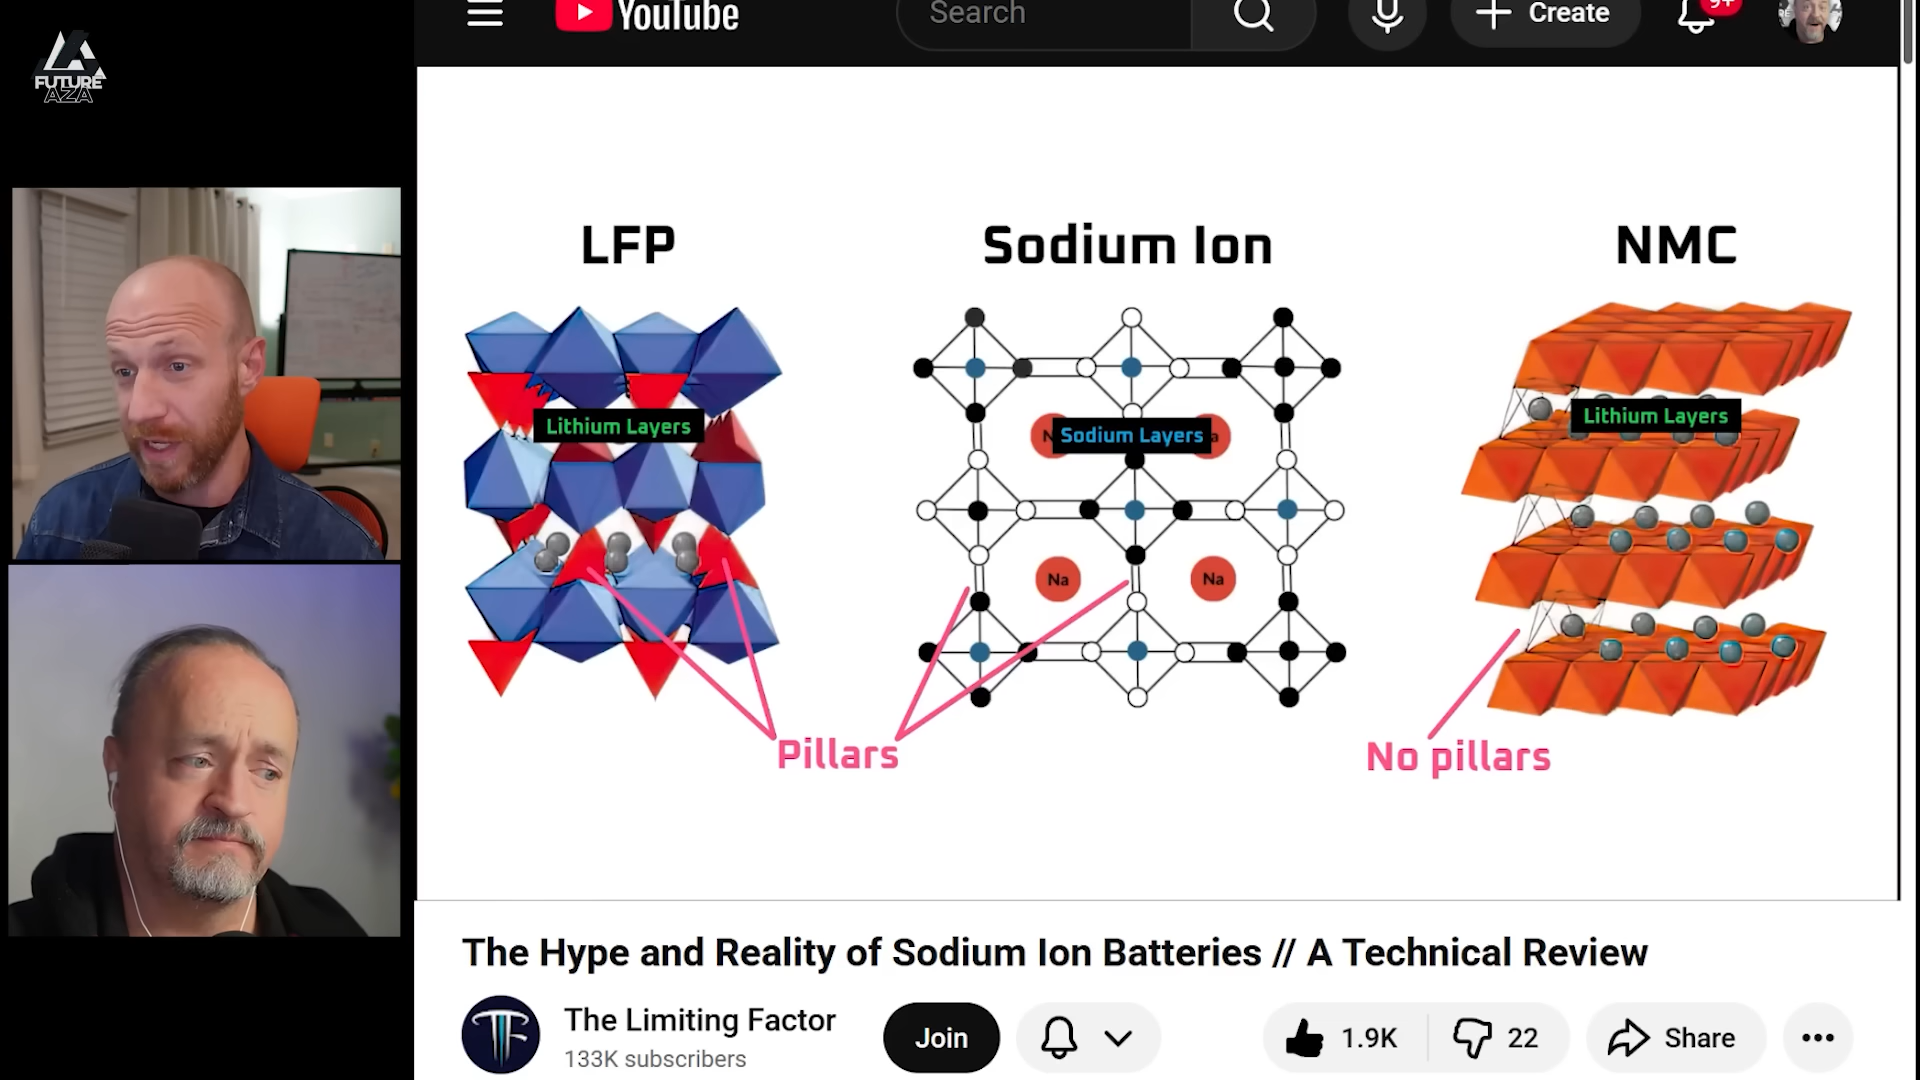 FUTURE
AZA
YouTube
Search
Create
9+
LFP
Sodium Ion
NMC
Lithium Layers
Sodium Layers
Lithium Layers
Na
Na
Pillars
No pillars
The Hype and Reality of Sodium Ion Batteries // A Technical Review
The Limiting Factor
133K subscribers
Join
1.9K
22
Share